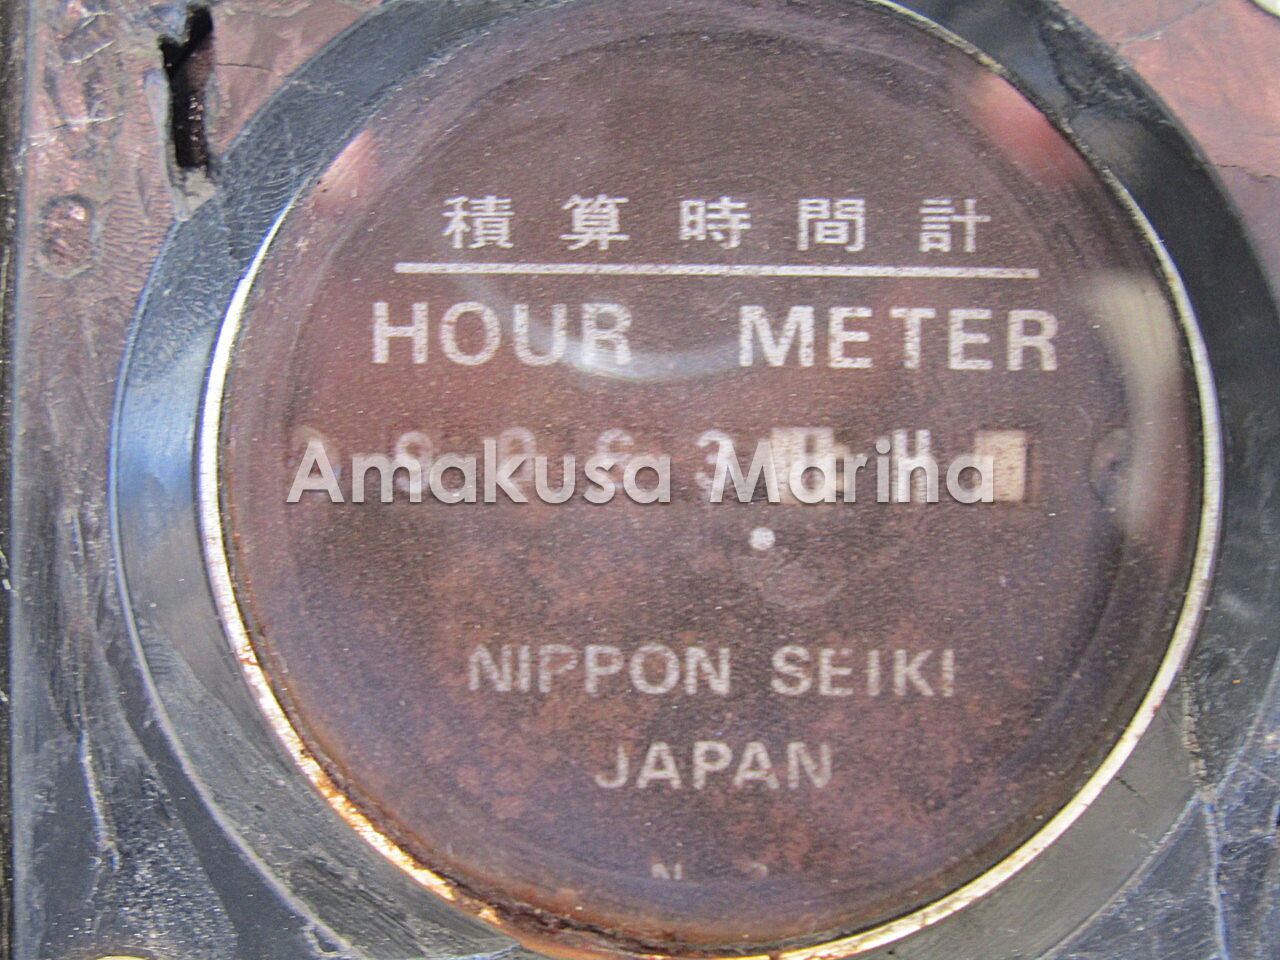 積算時間計
HOUR METER
Amakusa Marina
NIPPON SEIKI
JAPAN